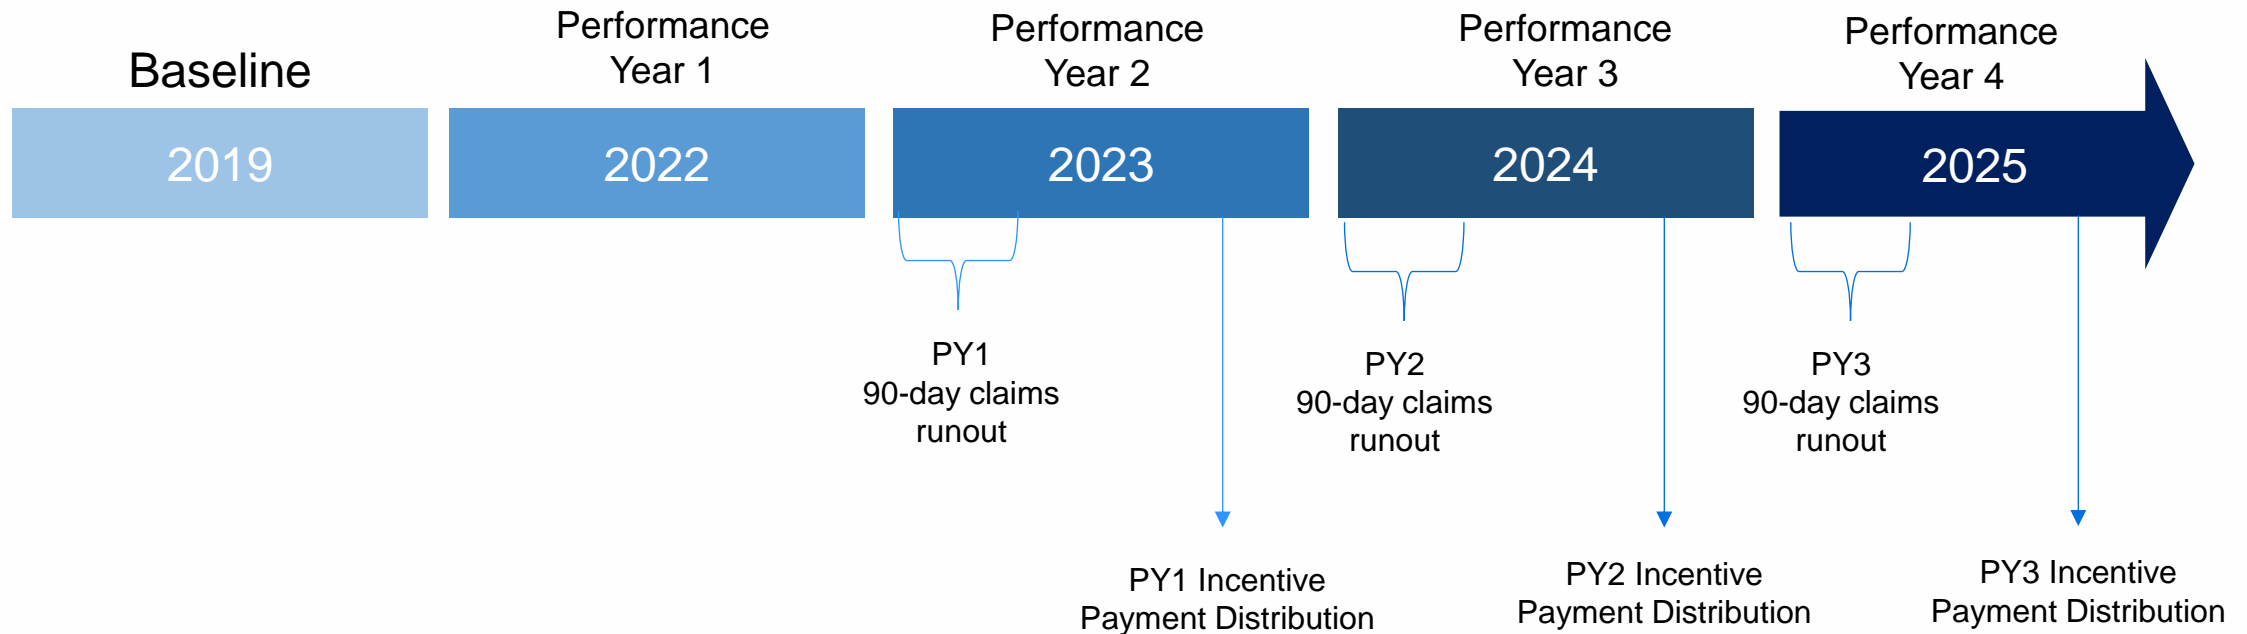 Baseline
Performance
Year 1
Performance
Year 2
Performance
Year 3
Performance
Year 4
2019
2022
2023
2024
2025
PY1
90-day claims
runout
PY2
90-day claims
runout
PY3
90-day claims
runout
PY1 Incentive
Payment Distribution
PY2 Incentive
Payment Distribution
PY3 Incentive
Payment Distribution